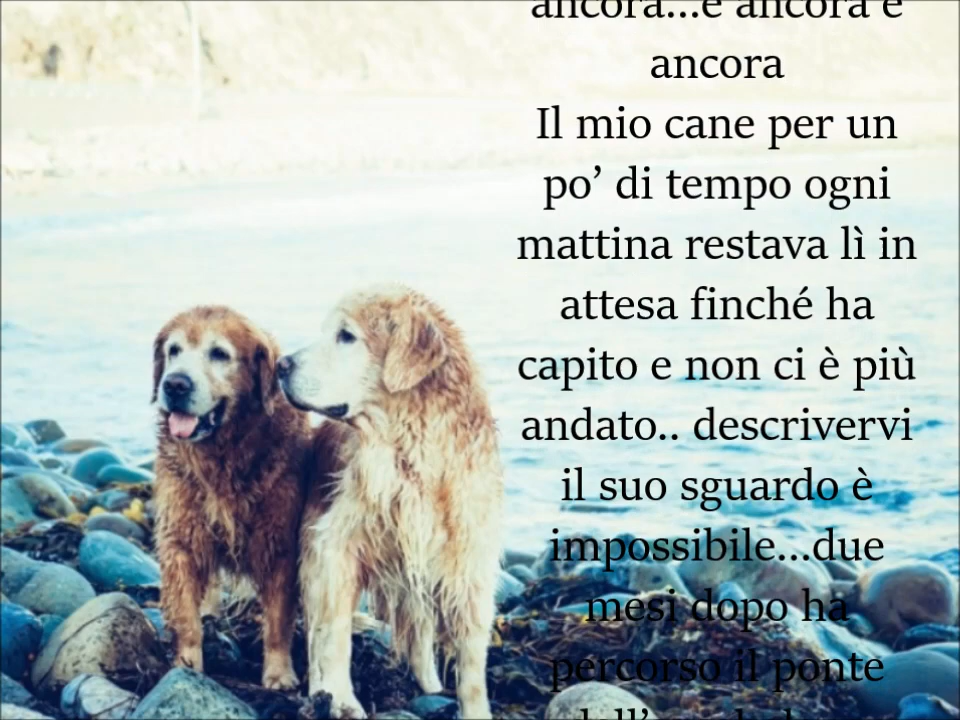 ancora...e ancora e
ancora
Il mio cane per un
po’ di tempo ogni
mattina restava lì in
attesa finché ha
capito e non ci è più
andato.. descrivervi
il suo sguardo è
impossibile...due
mesi dopo ha
percorso il ponte